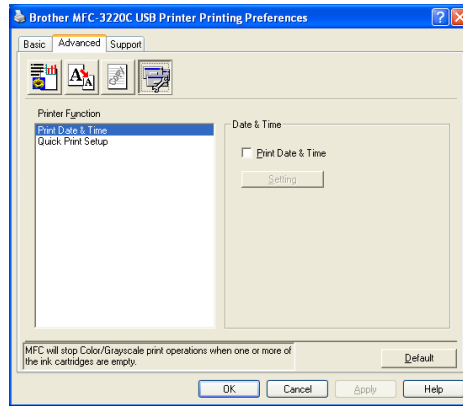 Brother MFC-3220C USB Printer Printing Preferences
Basic Advanced Support
Printer Function
Print Date & Time
Quick Print Setup
Date & Time
Print Date & Time
Setting
MFC will stop Color/Grayscale print operations when one or more of
the ink cartridges are empty.
Default
OK Cancel Apply Help